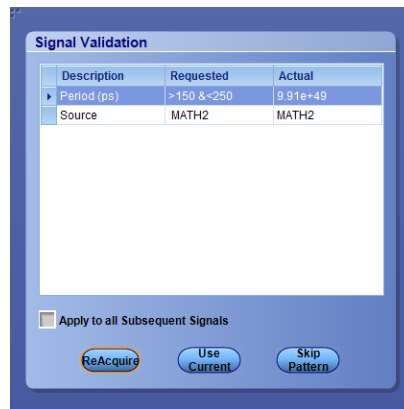 Signal Validation
Description Requested Actual
Period (ps) >150 &<250 9.91e+49
Source MATH2 MATH2
Apply to all Subsequent Signals
ReAcquire
Use
Current
Skip
Pattern